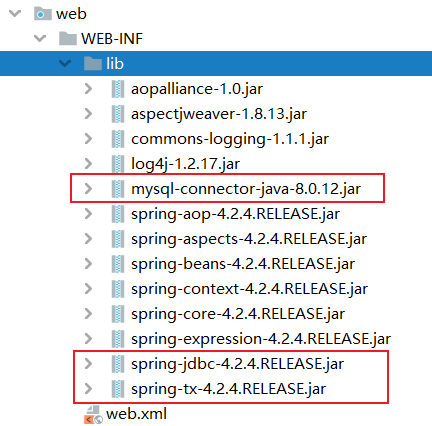 web
WEB-INF
lib
aopalliance-1.0.jar
aspectjweaver-1.8.13.jar
commons-logging-1.1.1.jar
log4j-1.2.17.jar
mysql-connector-java-8.0.12.jar
spring-aop-4.2.4.RELEASE.jar
spring-aspects-4.2.4.RELEASE.jar
spring-beans-4.2.4.RELEASE.jar
spring-context-4.2.4.RELEASE.jar
spring-core-4.2.4.RELEASE.jar
spring-expression-4.2.4.RELEASE.jar
spring-jdbc-4.2.4.RELEASE.jar
spring-tx-4.2.4.RELEASE.jar
web.xml